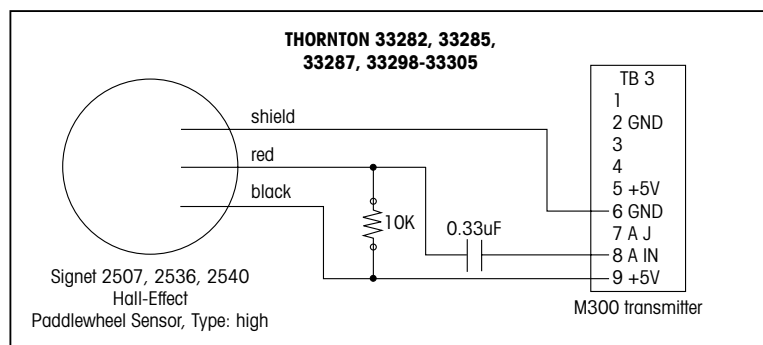 THORNTON 33282, 33285,
33287, 33298-33305
shield
red
black
10K
0.33uF
Signet 2507, 2536, 2540
Hall-Effect
Paddlewheel Sensor, Type: high
TB 3
1
2 GND
3
4
5 +5V
6 GND
7 A J
8 A IN
9 +5V
M300 transmitter